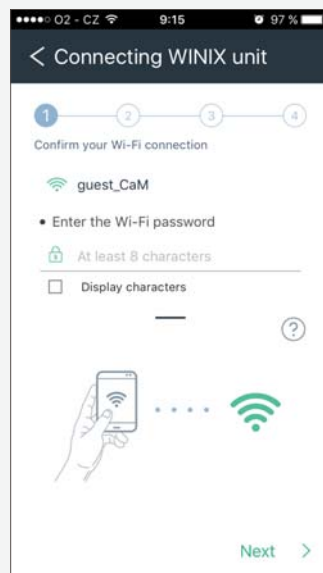 O2 - CZ 9:15 97 %
< Connecting WINIX unit
1 2 3 4
Confirm your Wi-Fi connection
guest_CaM
• Enter the Wi-Fi password
At least 8 characters
Display characters
?
Next >